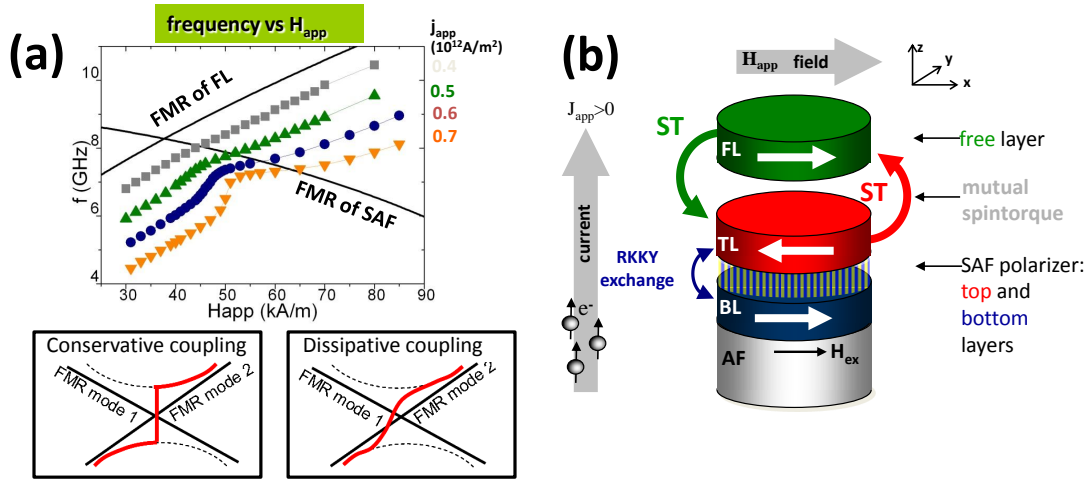 (a)
frequency vs Happ
japp
(10¹²A/m²)
0.4
0.5
0.6
0.7
FMR of FL
FMR of SAF
f (GHz)
10
8
6
4
30 40 50 60 70 80 90
Happ (kA/m)
Conservative coupling
FMR mode 1
FMR mode 2
Dissipative coupling
FMR mode 1
FMR mode 2
(b)
Happ field
z
y
x
Japp>0
current
e-
ST
FL
free layer
ST
mutual
spintorque
TL
RKKY
exchange
SAF polarizer:
top and
bottom
layers
BL
AF
Hex